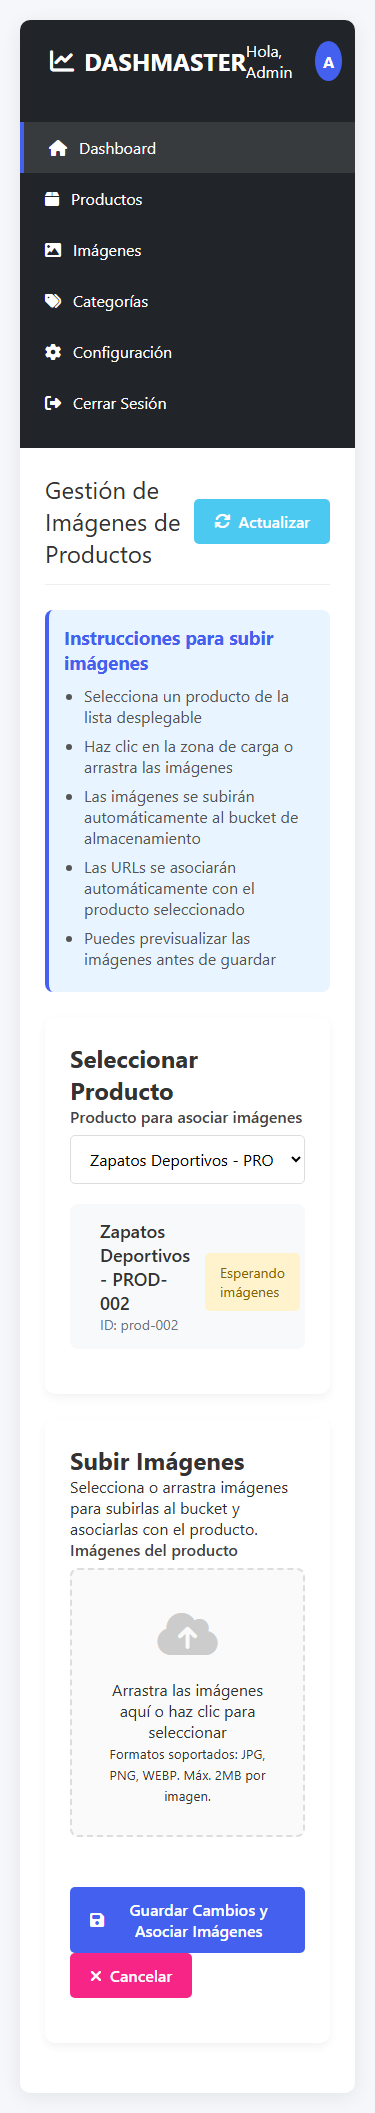 DASHMASTER
Hola,
Admin
A
Dashboard
Productos
Imágenes
Categorías
Configuración
Cerrar Sesión
Gestión de
Imágenes de
Productos
Actualizar
Instrucciones para subir
imágenes
Selecciona un producto de la
lista desplegable
Haz clic en la zona de carga o
arrastra las imágenes
Las imágenes se subirán
automáticamente al bucket de
almacenamiento
Las URLs se asociarán
automáticamente con el
producto seleccionado
Puedes previsualizar las
imágenes antes de guardar
Seleccionar
Producto
Producto para asociar imágenes
Zapatos Deportivos - PRO
Zapatos
Deportivos
- PROD-
002
ID: prod-002
Esperando
imágenes
Subir Imágenes
Selecciona o arrastra imágenes
para subirlas al bucket y
asociarlas con el producto.
Imágenes del producto
Arrastra las imágenes
aquí o haz clic para
seleccionar
Formatos soportados: JPG,
PNG, WEBP. Máx. 2MB por
imagen.
Guardar Cambios y
Asociar Imágenes
Cancelar